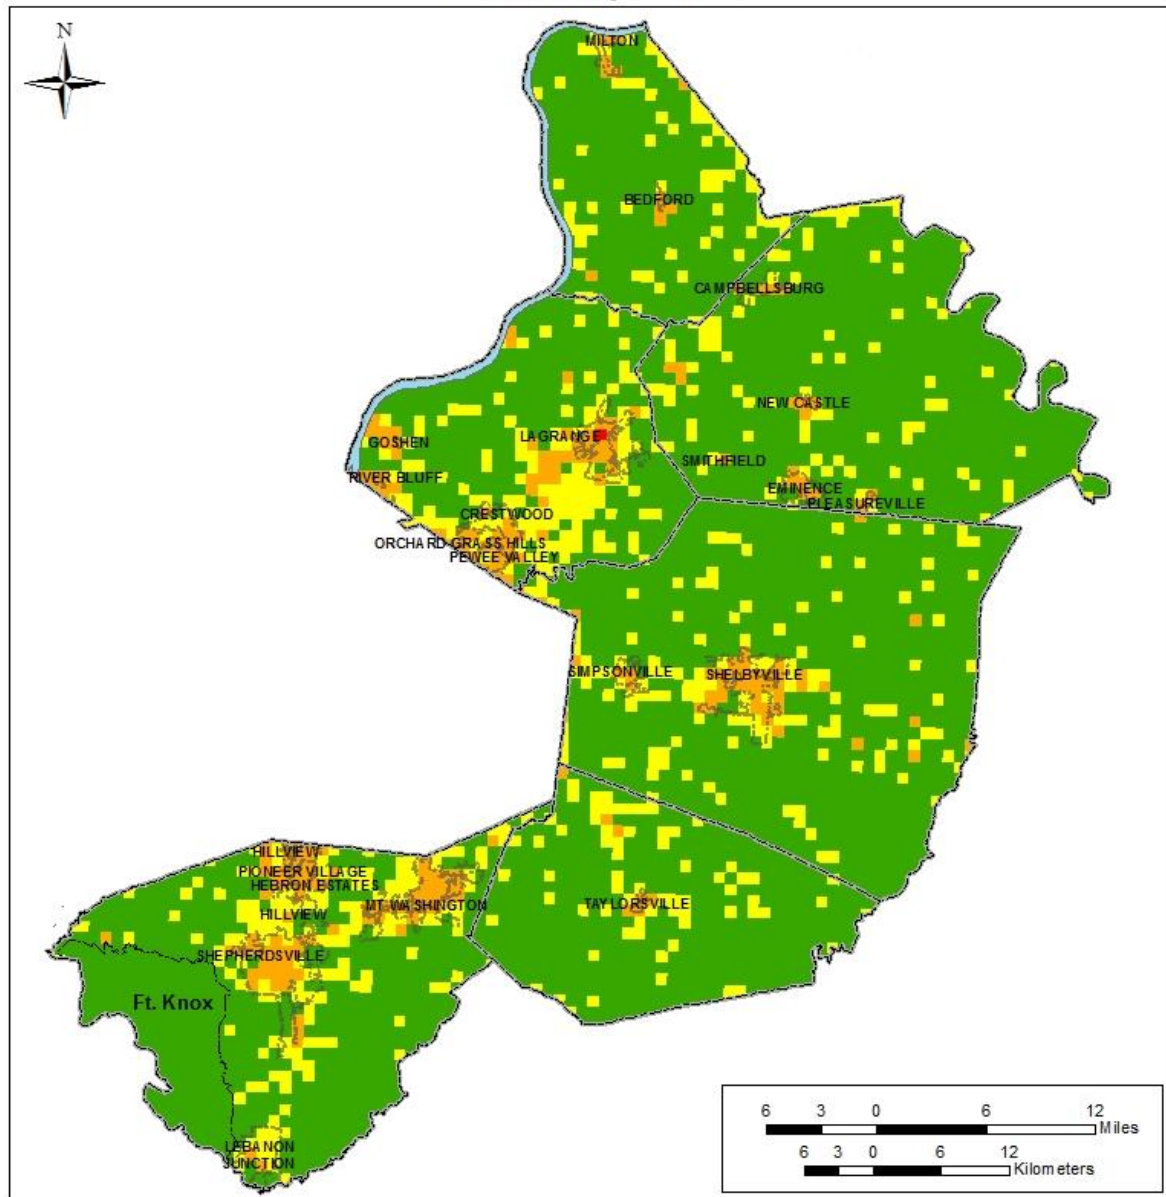 N
MILTON
BEDFORD
CAMPBELLSBURG
NEW CASTLE
GOSHEN
LAGRANGE
SMITHFIELD
RIVER BLUFF
EMINENCE
PLEASUREVILLE
CRESTWOOD
ORCHARD GRASS HILLS
PEWEE VALLEY
SIMPSONVILLE
SHELBYVILLE
HILLVIEW
PIONEER VILLAGE
HEBRON ESTATES
MT WASHINGTON
TAYLORSVILLE
HILLVIEW
SHEPHERDSVILLE
Ft. Knox
LEBANON
JUNCTION
6 3 0 6 12
Miles
6 3 0 6 12
Kilometers